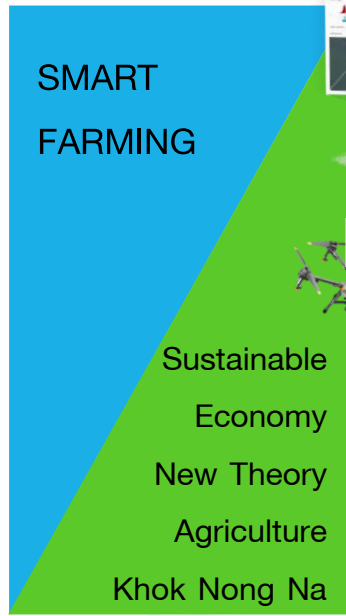 SMART
FARMING
Sustainable
Economy
New Theory
Agriculture
Khok Nong Na